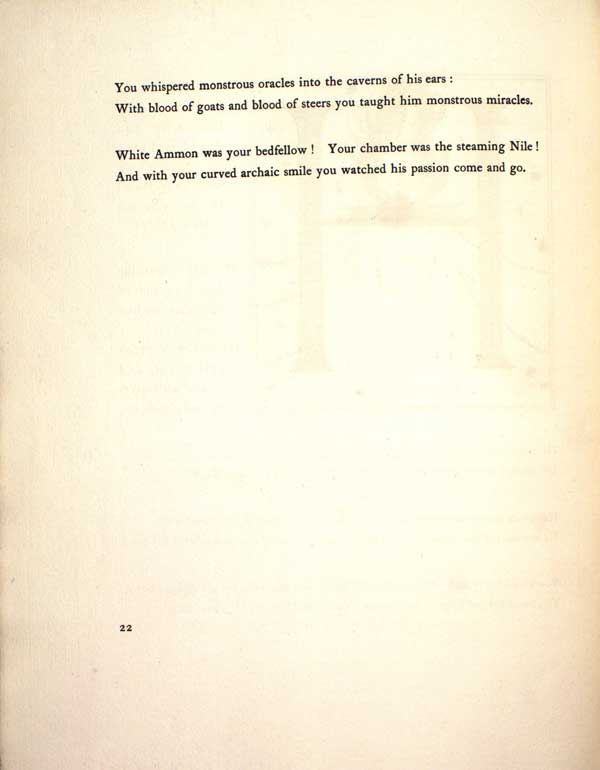 You whispered monstrous oracles into the caverns of his ears :
With blood of goats and blood of steers you taught him monstrous miracles.
White Ammon was your bedfellow ! Your chamber was the steaming Nile !
And with your curved archaic smile you watched his passion come and go.
22